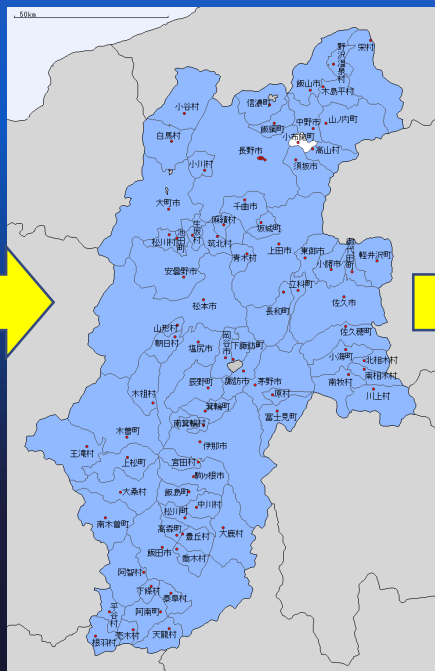 50km
栄村
野沢温泉村
飯山市
木島平村
信濃町
小谷村
中野市
山ノ内町
飯綱町
小布施町
白馬村
高山村
長野市
小川村
須坂市
大町市
千曲市
生坂村
麻績村
坂城町
池田町
松川村
筑北村
上田市
東御市
御代田町
軽井沢町
青木村
小諸市
安曇野市
立科町
佐久市
松本市
長和町
山形村
佐久穂町
朝日村
塩尻市
岡谷市
下諏訪町
小海町
北相木村
南相木村
辰野町
諏訪市
茅野市
南牧村
原村
川上村
木祖村
箕輪町
富士見町
南箕輪村
木曽町
伊那市
王滝村
上松町
宮田村
駒ヶ根市
大桑村
飯島町
中川村
松川町
南木曽町
高森町
豊丘村
大鹿村
飯田市
喬木村
阿智村
下條村
泰阜村
平谷村
阿南町
売木村
天龍村
根羽村